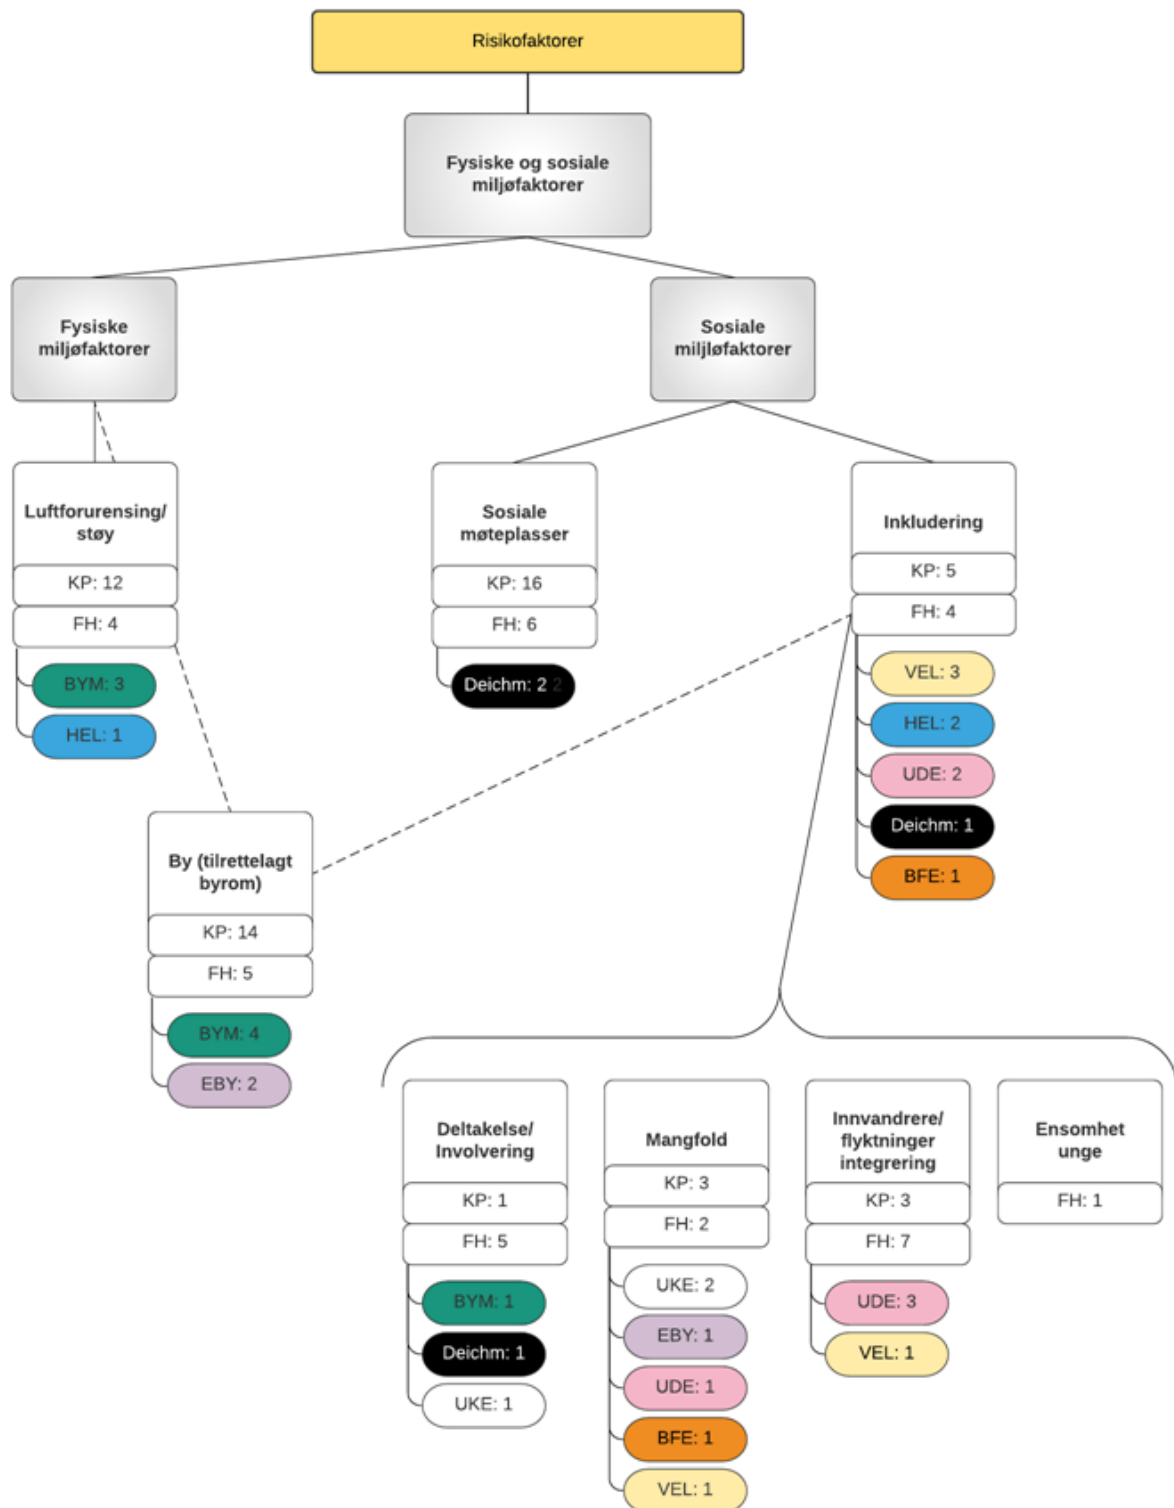 Risikofaktorer
Fysiske og sosiale
miljøfaktorer
Fysiske
miljøfaktorer
Sosiale
miljløfaktorer
Luftforurensing/
støy
KP: 12
FH: 4
BYM: 3
HEL: 1
Sosiale
møteplasser
KP: 16
FH: 6
Deichm: 2 2
Inkludering
KP: 5
FH: 4
VEL: 3
HEL: 2
UDE: 2
Deichm: 1
BFE: 1
By (tilrettelagt
byrom)
KP: 14
FH: 5
BYM: 4
EBY: 2
Deltakelse/
Involvering
KP: 1
FH: 5
BYM: 1
Deichm: 1
UKE: 1
Mangfold
KP: 3
FH: 2
UKE: 2
EBY: 1
UDE: 1
BFE: 1
VEL: 1
Innvandrere/
flyktninger
integrering
KP: 3
FH: 7
UDE: 3
VEL: 1
Ensomhet
unge
FH: 1